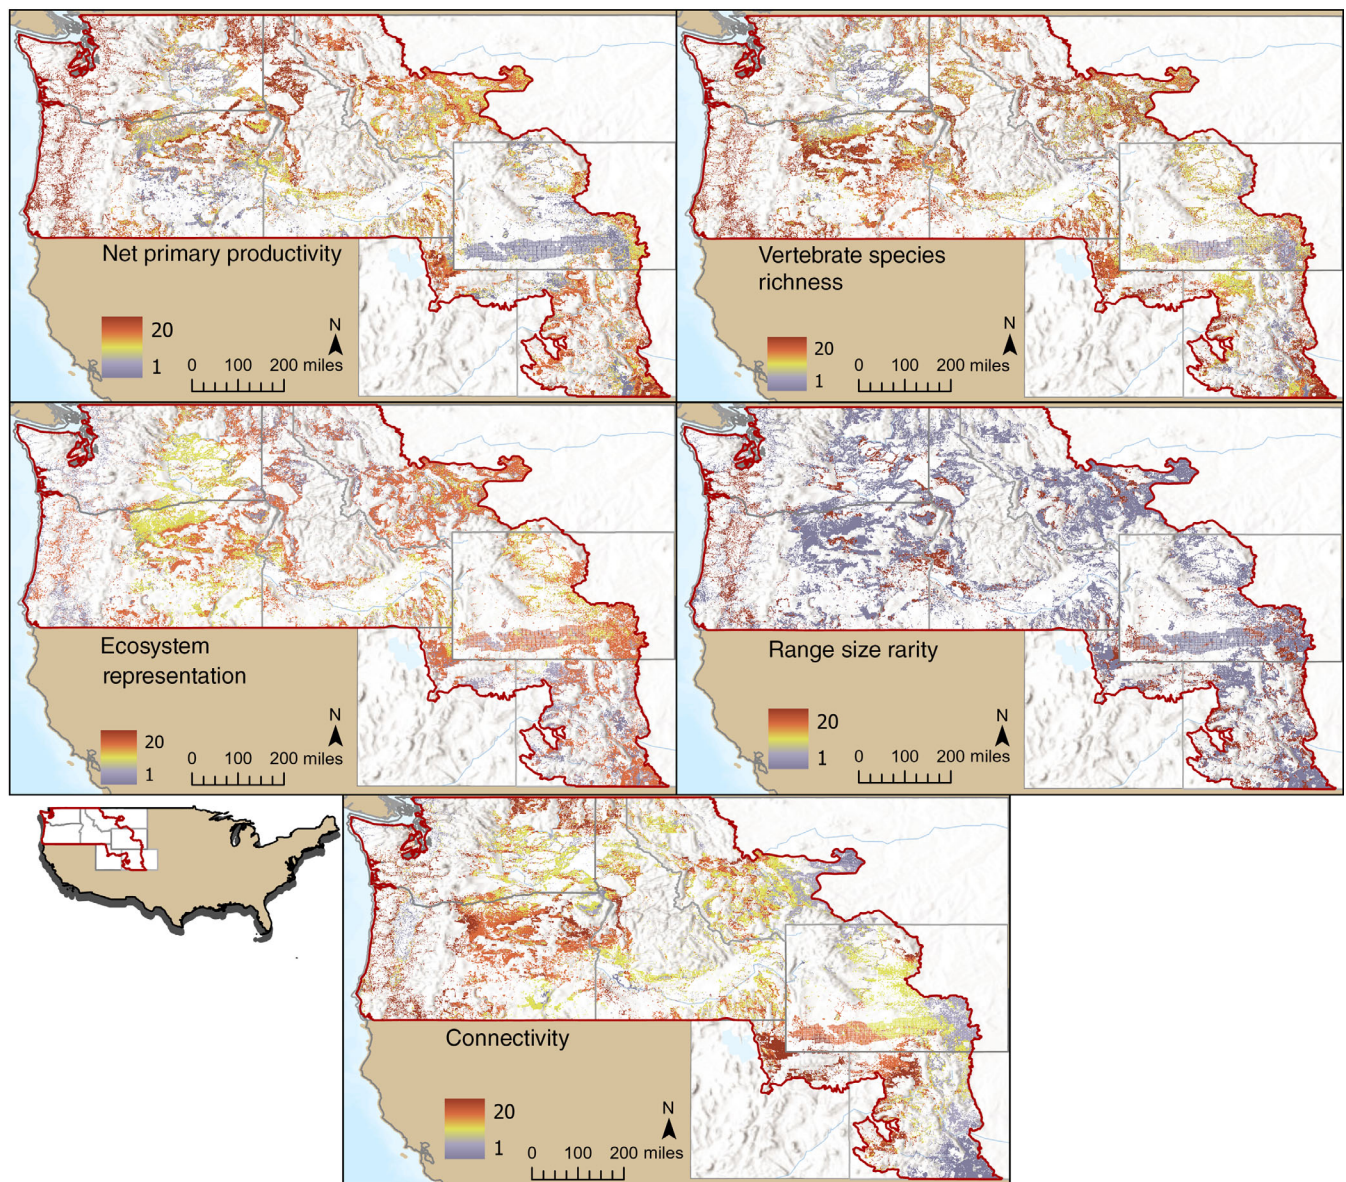 Net primary productivity
20
1
N
0 100 200 miles
Vertebrate species
richness
20
1
N
0 100 200 miles
Ecosystem
representation
20
1
N
0 100 200 miles
Range size rarity
20
1
N
0 100 200 miles
Connectivity
20
1
N
0 100 200 miles